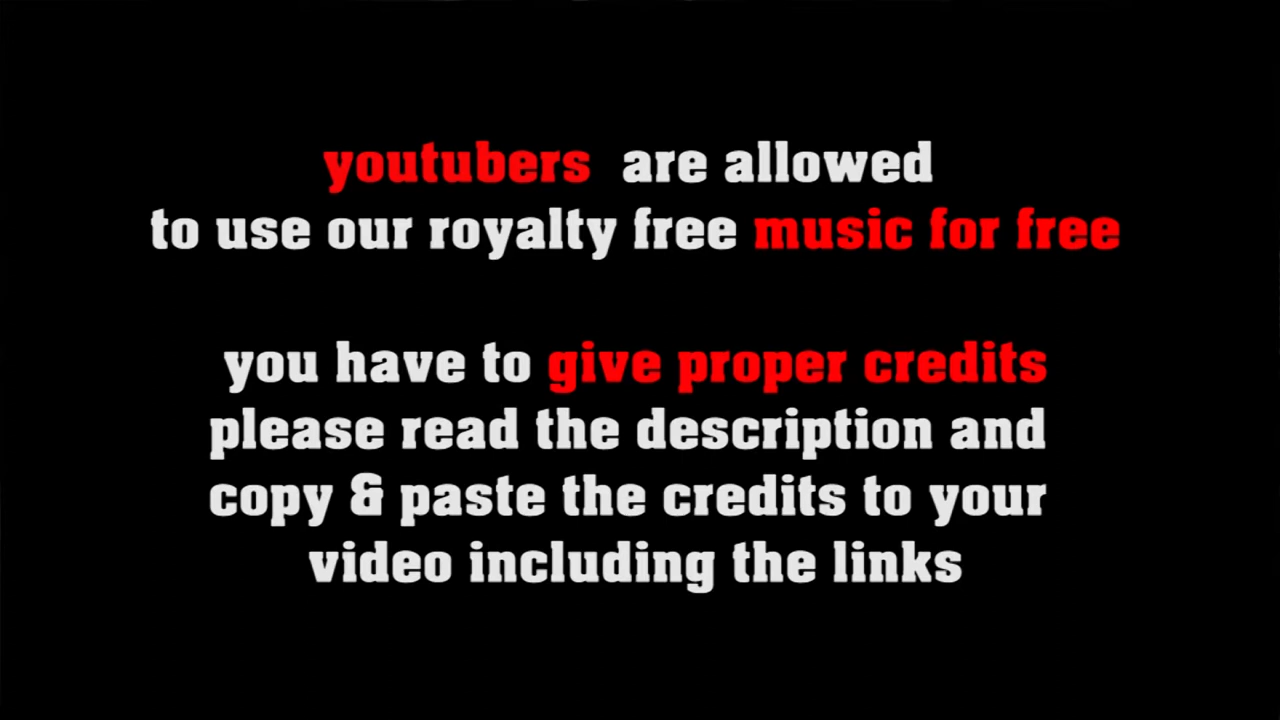 youtubers are allowed
to use our royalty free music for free
you have to give proper credits
please read the description and
copy & paste the credits to your
video including the links